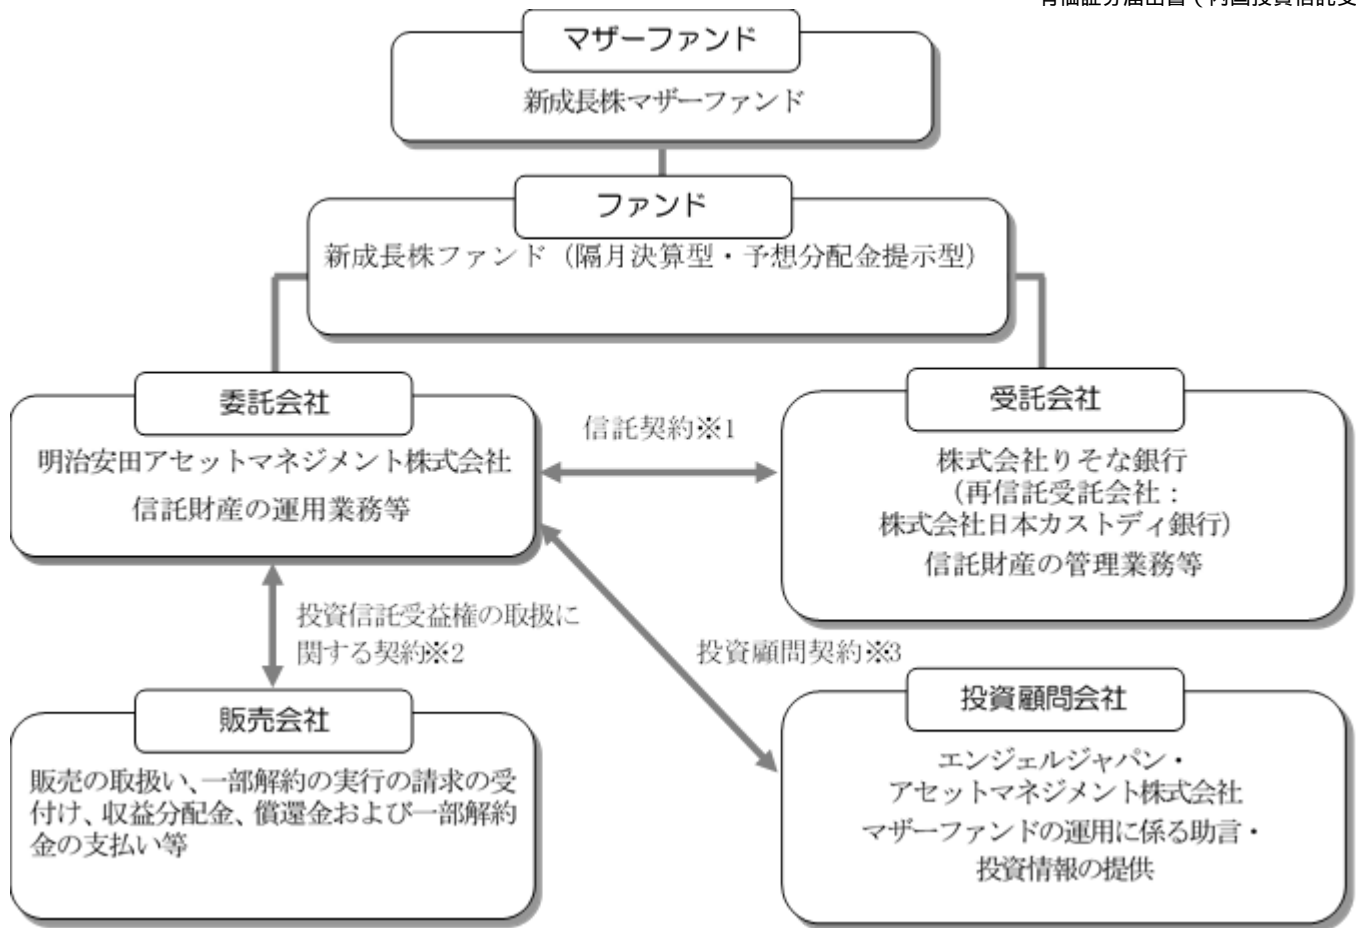 有価証券届出書（内国投資信託受
マザーファンド
新成長株マザーファンド
ファンド
新成長株ファンド（隔月決算型・予想分配金提示型）
委託会社
明治安田アセットマネジメント株式会社
信託財産の運用業務等
信託契約※1
受託会社
株式会社りそな銀行
（再信託受託会社：
株式会社日本カストディ銀行）
信託財産の管理業務等
投資信託受益権の取扱に
関する契約※2
投資顧問契約※3
販売会社
販売の取扱い、一部解約の実行の請求の受
付け、収益分配金、償還金および一部解約
金の支払い等
投資顧問会社
エンジェルジャパン・
アセットマネジメント株式会社
マザーファンドの運用に係る助言・
投資情報の提供